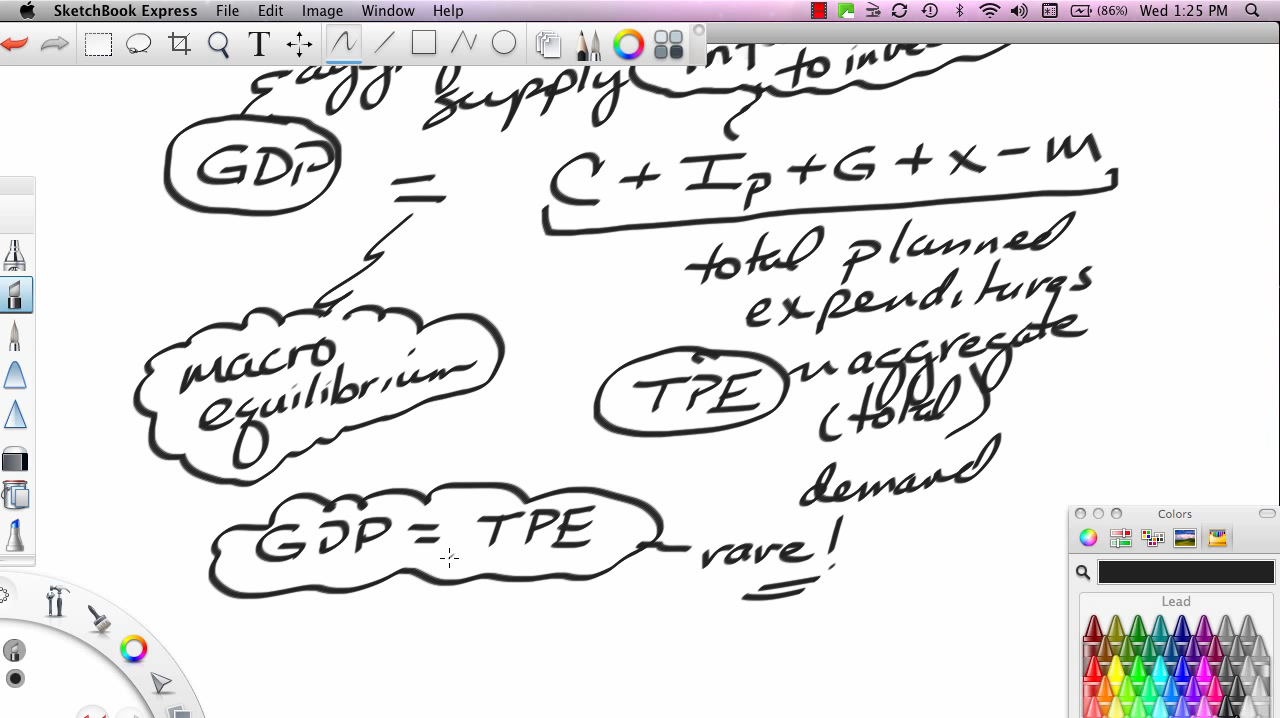 SketchBook Express File Edit Image Window Help (86%) Wed 1:25 PM
T
supply to inve
GDP = C + Ip + G + x - m
total planned
expenditures
macro
equilibrium
TPE aggregate
(total)
demand
GDP = TPE rare!
Colors
Lead